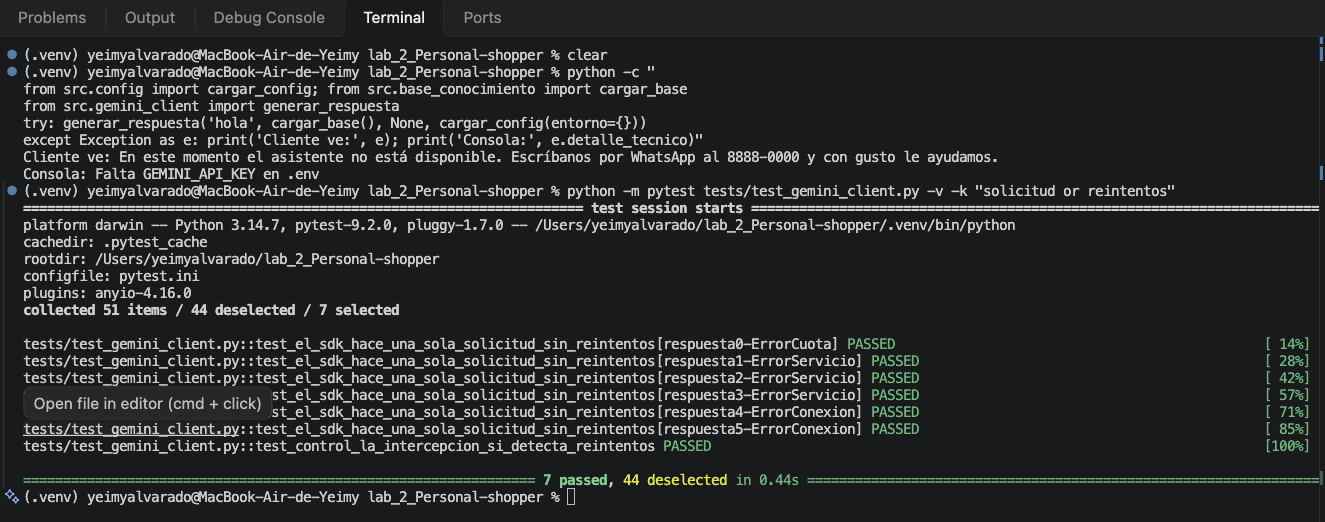 Problems Output Debug Console Terminal Ports
(.venv) yeimyalvarado@MacBook-Air-de-Yeimy lab_2_Personal-shopper % clear
(.venv) yeimyalvarado@MacBook-Air-de-Yeimy lab_2_Personal-shopper % python -c "
from src.config import cargar_config; from src.base_conocimiento import cargar_base
from src.gemini_client import generar_respuesta
try: generar_respuesta('hola', cargar_base(), None, cargar_config(entorno={}))
except Exception as e: print('Cliente ve:', e); print('Consola:', e.detalle_tecnico)"
Cliente ve: En este momento el asistente no está disponible. Escríbanos por WhatsApp al 8888-0000 y con gusto le ayudamos.
Consola: Falta GEMINI_API_KEY en .env
(.venv) yeimyalvarado@MacBook-Air-de-Yeimy lab_2_Personal-shopper % python -m pytest tests/test_gemini_client.py -v -k "solicitud or reintentos"
test session starts
platform darwin -- Python 3.14.7, pytest-9.2.0, pluggy-1.7.0 -- /Users/yeimyalvarado/lab_2_Personal-shopper/.venv/bin/python
cachedir: .pytest_cache
rootdir: /Users/yeimyalvarado/lab_2_Personal-shopper
configfile: pytest.ini
plugins: anyio-4.16.0
collected 51 items / 44 deselected / 7 selected
tests/test_gemini_client.py::test_el_sdk_hace_una_sola_solicitud_sin_reintentos[respuesta0-ErrorCuota] PASSED [ 14%]
tests/test_gemini_client.py::test_el_sdk_hace_una_sola_solicitud_sin_reintentos[respuesta1-ErrorServicio] PASSED [ 28%]
tests/test_gemini_client.py::test_el_sdk_hace_una_sola_solicitud_sin_reintentos[respuesta2-ErrorServicio] PASSED [ 42%]
st_el_sdk_hace_una_sola_solicitud_sin_reintentos[respuesta3-ErrorServicio] PASSED [ 57%]
Open file in editor (cmd + click)
st_el_sdk_hace_una_sola_solicitud_sin_reintentos[respuesta4-ErrorConexion] PASSED [ 71%]
tests/test_gemini_client.py::test_el_sdk_hace_una_sola_solicitud_sin_reintentos[respuesta5-ErrorConexion] PASSED [ 85%]
tests/test_gemini_client.py::test_control_la_intercepcion_si_detecta_reintentos PASSED [100%]
7 passed, 44 deselected in 0.44s
(.venv) yeimyalvarado@MacBook-Air-de-Yeimy lab_2_Personal-shopper %